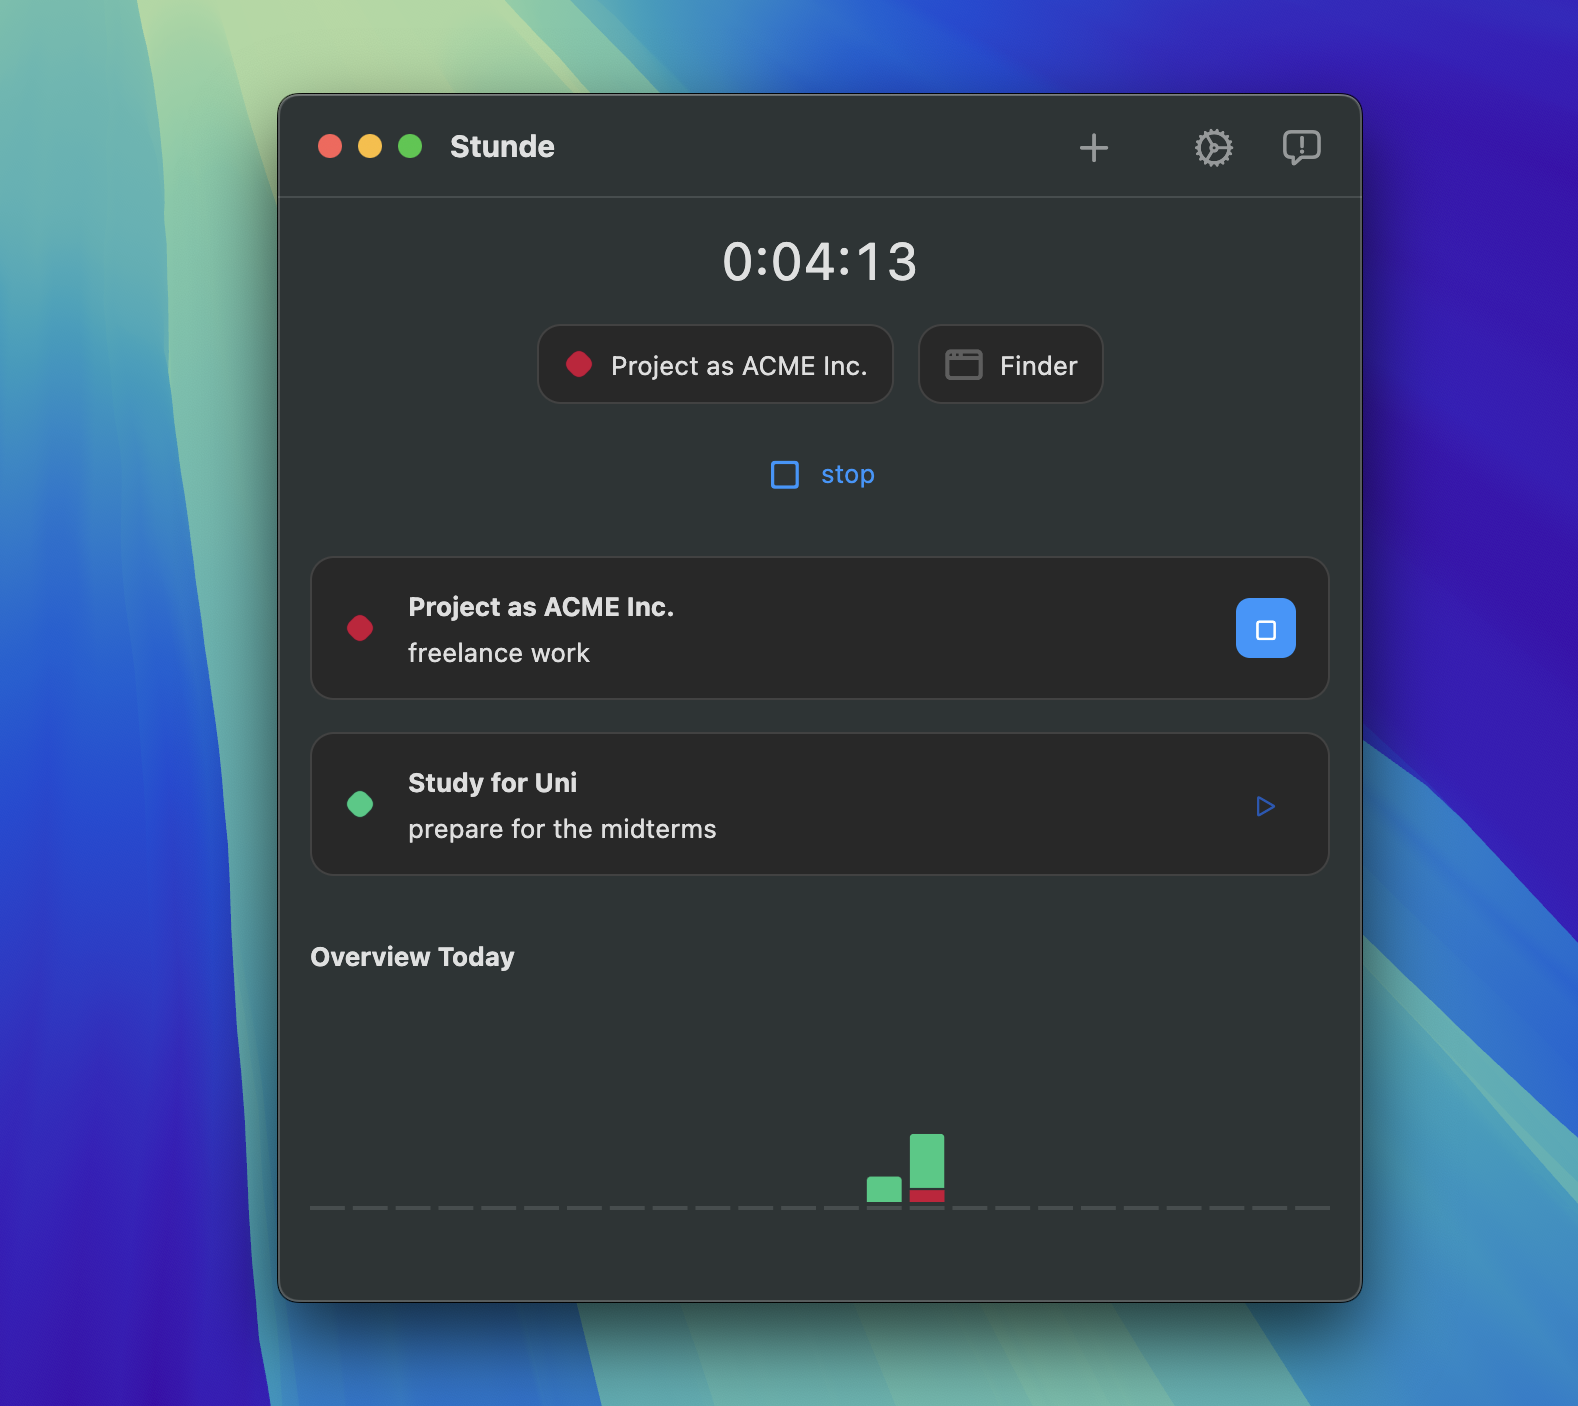 Stunde
0:04:13
Project as ACME Inc.
Finder
stop
Project as ACME Inc.
freelance work
Study for Uni
prepare for the midterms
Overview Today